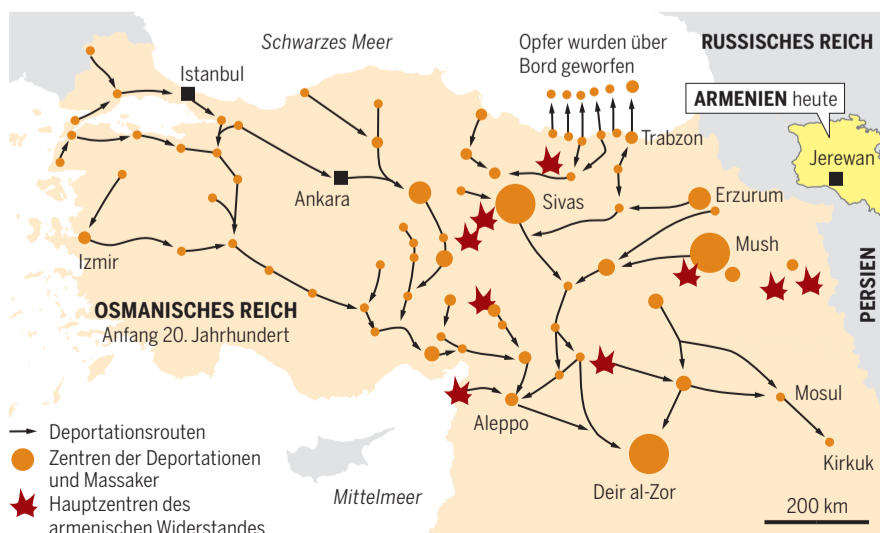 Schwarzes Meer
Opfer wurden über
Bord geworfen
RUSSISCHES REICH
Istanbul
ARMENIEN heute
Trabzon
Jerewan
Ankara
Sivas
Erzurum
Mush
Izmir
PERSIEN
OSMANISCHES REICH
Anfang 20. Jahrhundert
Mosul
Aleppo
Kirkuk
Deir al-Zor
Mittelmeer
Deportationsrouten
Zentren der Deportationen
und Massaker
Hauptzentren des
armenischen Widerstandes
200 km